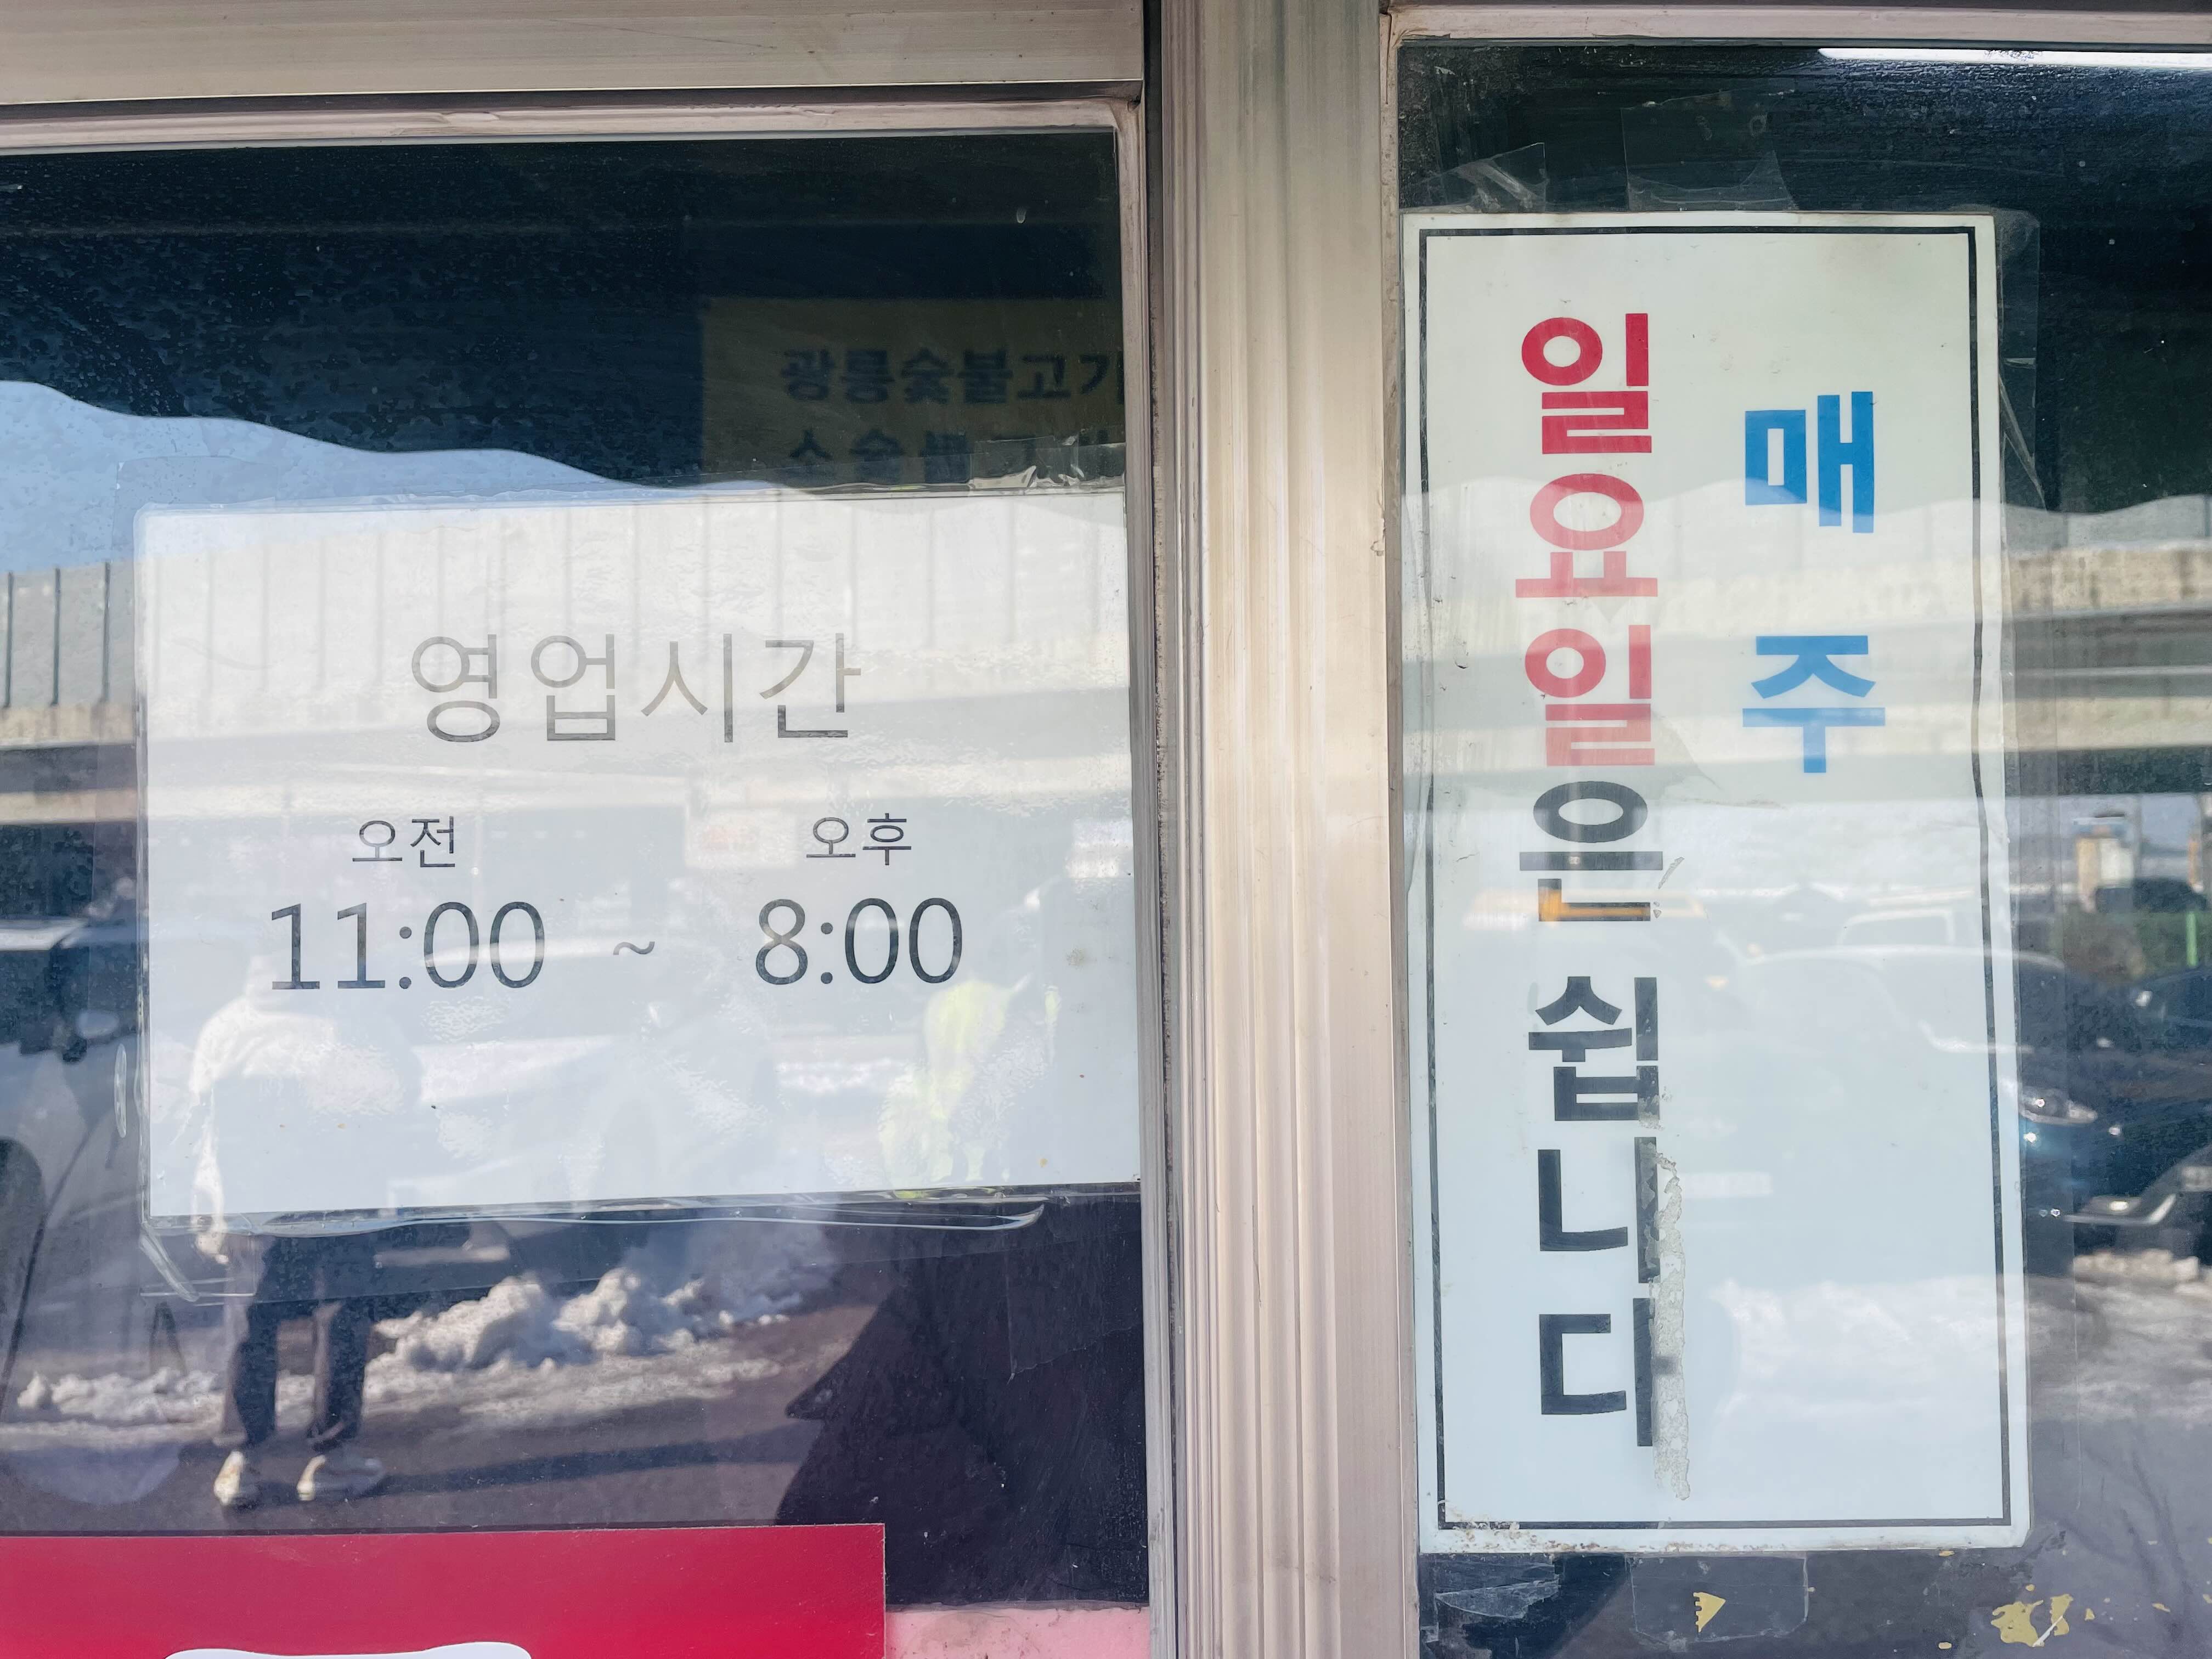 광릉숯불고기
영업시간
오전 오후
11:00 ~ 8:00
매주
일요일은 쉽니다